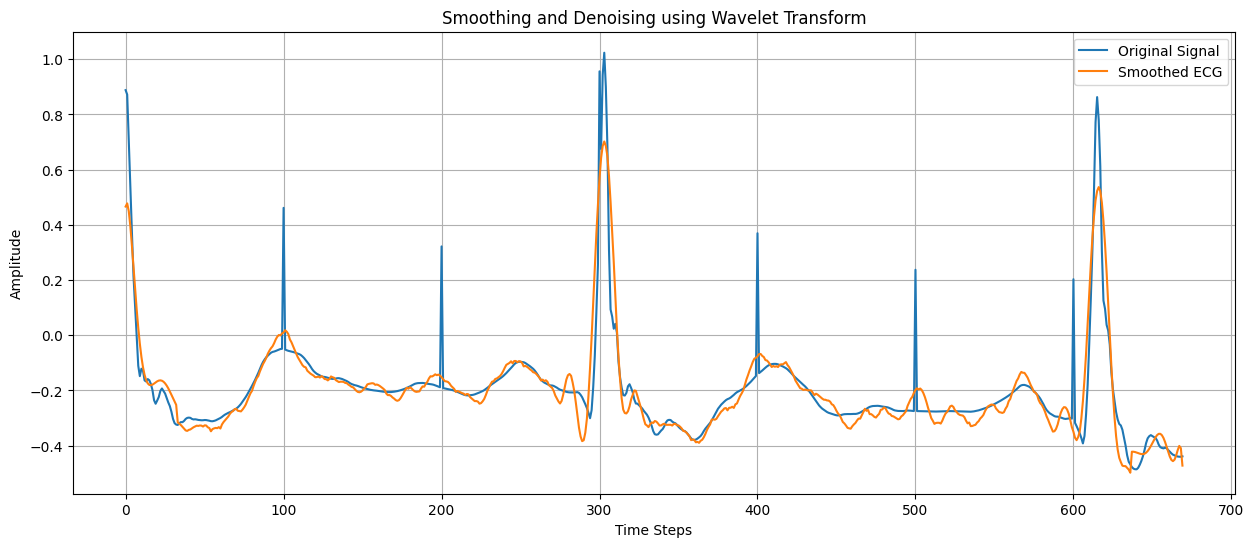 Smoothing and Denoising using Wavelet Transform
Original Signal
Smoothed ECG
Amplitude
1.0
0.8
0.6
0.4
0.2
0.0
−0.2
−0.4
0 100 200 300 400 500 600 700
Time Steps